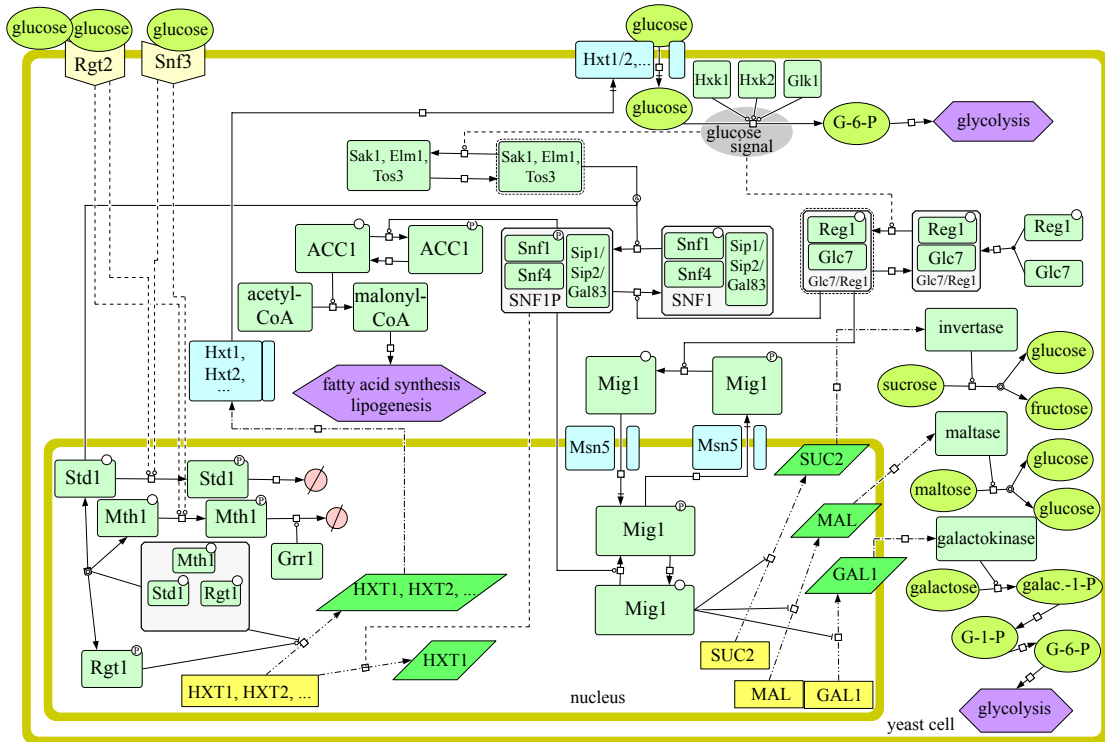 glucose
glucose
glucose
glucose
Rgt2
Snf3
Hxt1/2,...
Hxk1
Hxk2
Glk1
glucose
G-6-P
glycolysis
glucose
signal
Sak1, Elm1,
Tos3
Sak1, Elm1,
Tos3
ACC1
P
ACC1
P
Snf1
Snf4
Sip1/
Sip2/
Gal83
SNF1P
Snf1
Snf4
Sip1/
Sip2/
Gal83
SNF1
Reg1
Glc7
Glc7/Reg1
Reg1
Glc7
Glc7/Reg1
Reg1
Glc7
&
acetyl-
CoA
malonyl-
CoA
fatty acid synthesis
lipogenesis
Hxt1,
Hxt2,
...
Mig1
P
Mig1
Msn5
Msn5
invertase
sucrose
glucose
fructose
maltase
maltose
glucose
glucose
galactokinase
galactose
galac.-1-P
G-1-P
G-6-P
glycolysis
Std1
P
Std1
Mth1
P
Mth1
Grr1
Mth1
Std1
Rgt1
P
Rgt1
HXT1, HXT2, ...
HXT1
HXT1, HXT2, ...
P
Mig1
Mig1
SUC2
MAL
GAL1
SUC2
MAL
GAL1
nucleus
yeast cell